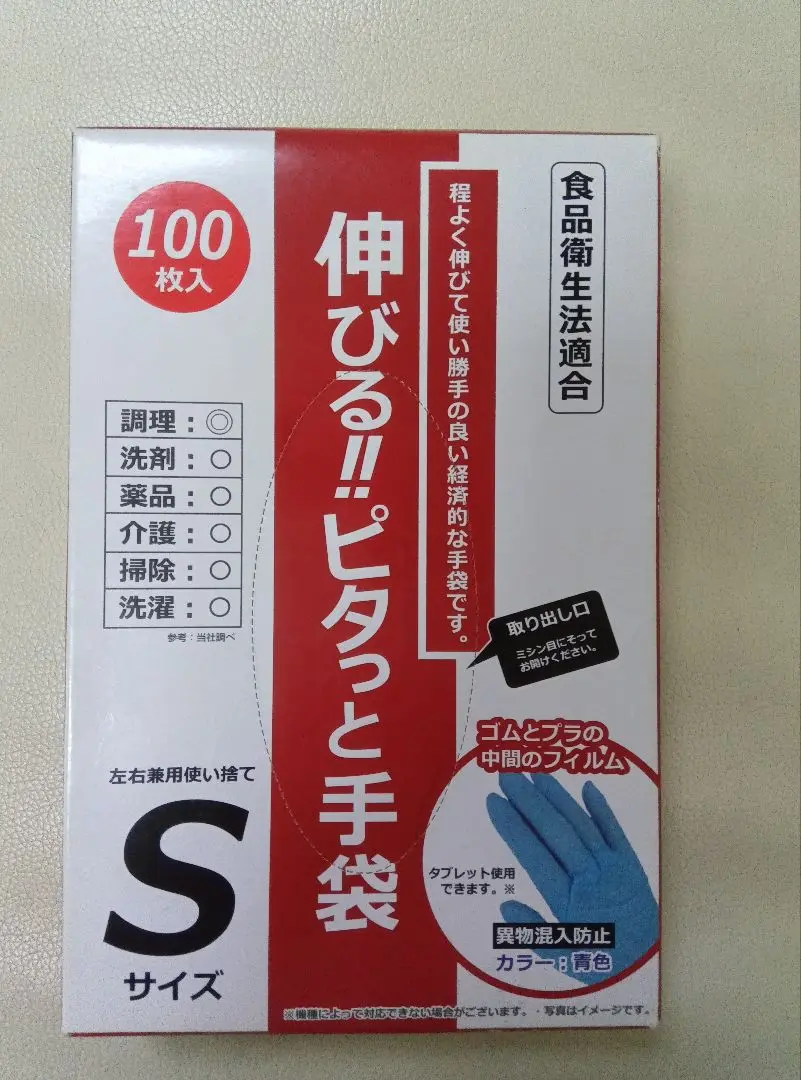 食品衛生法適合
程よく伸びて使い勝手の良い経済的な手袋です。
伸びる!!ピタっと手袋
100
枚入
調理：◎
洗剤：○
薬品：○
介護：○
掃除：○
洗濯：○
参考：当社調べ
取り出し口
ミシン目にそって
お開けください。
左右兼用使い捨て
S
サイズ
ゴムとプラの
中間のフィルム
タブレット使用
できます。※
異物混入防止
カラー：青色
※機種によって対応できない場合がございます。・写真はイメージです。